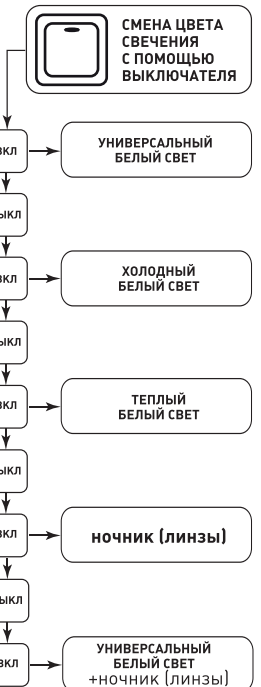 СМЕНА ЦВЕТА
СВЕЧЕНИЯ
С ПОМОЩЬЮ
ВЫКЛЮЧАТЕЛЯ
ВКЛ
УНИВЕРСАЛЬНЫЙ
БЕЛЫЙ СВЕТ
ЫКЛ
ВКЛ
ХОЛОДНЫЙ
БЕЛЫЙ СВЕТ
ЫКЛ
ВКЛ
ТЕПЛЫЙ
БЕЛЫЙ СВЕТ
ЫКЛ
ВКЛ
ночник (линзы)
ЫКЛ
ВКЛ
УНИВЕРСАЛЬНЫЙ
БЕЛЫЙ СВЕТ
+ночник (линзы)